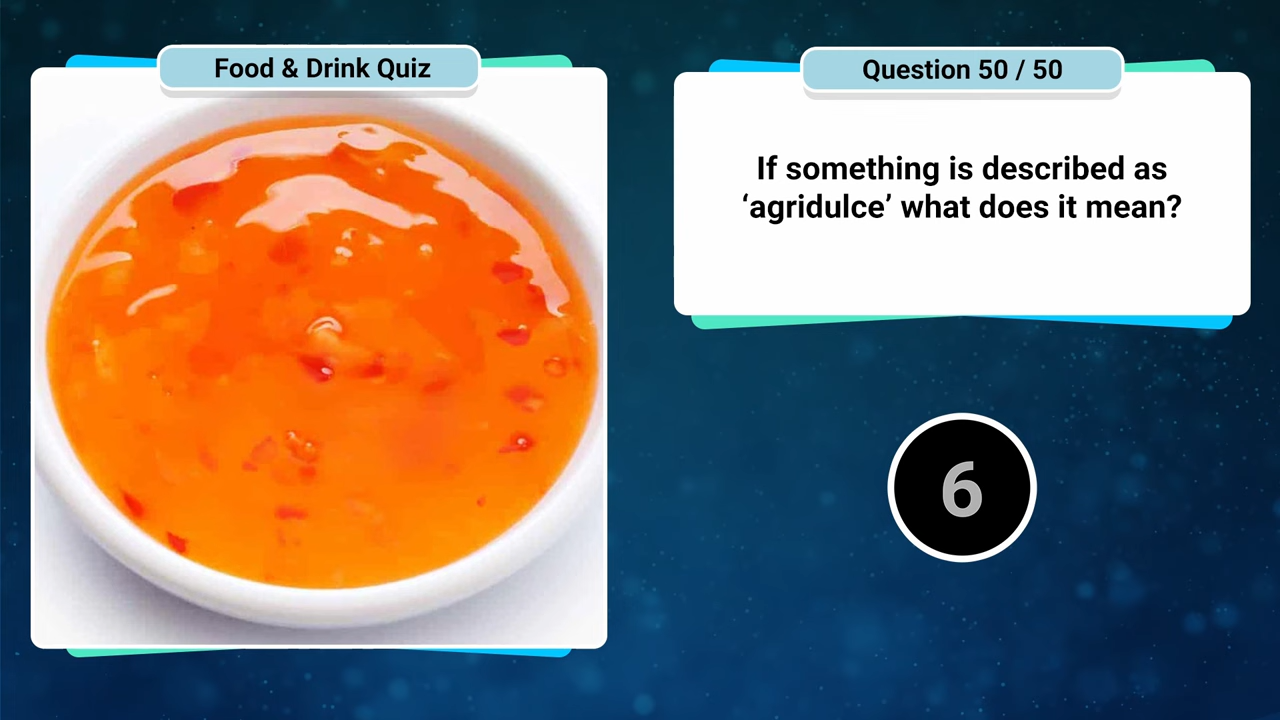 Food & Drink Quiz
Question 50 / 50
If something is described as
‘agridulce’ what does it mean?
6